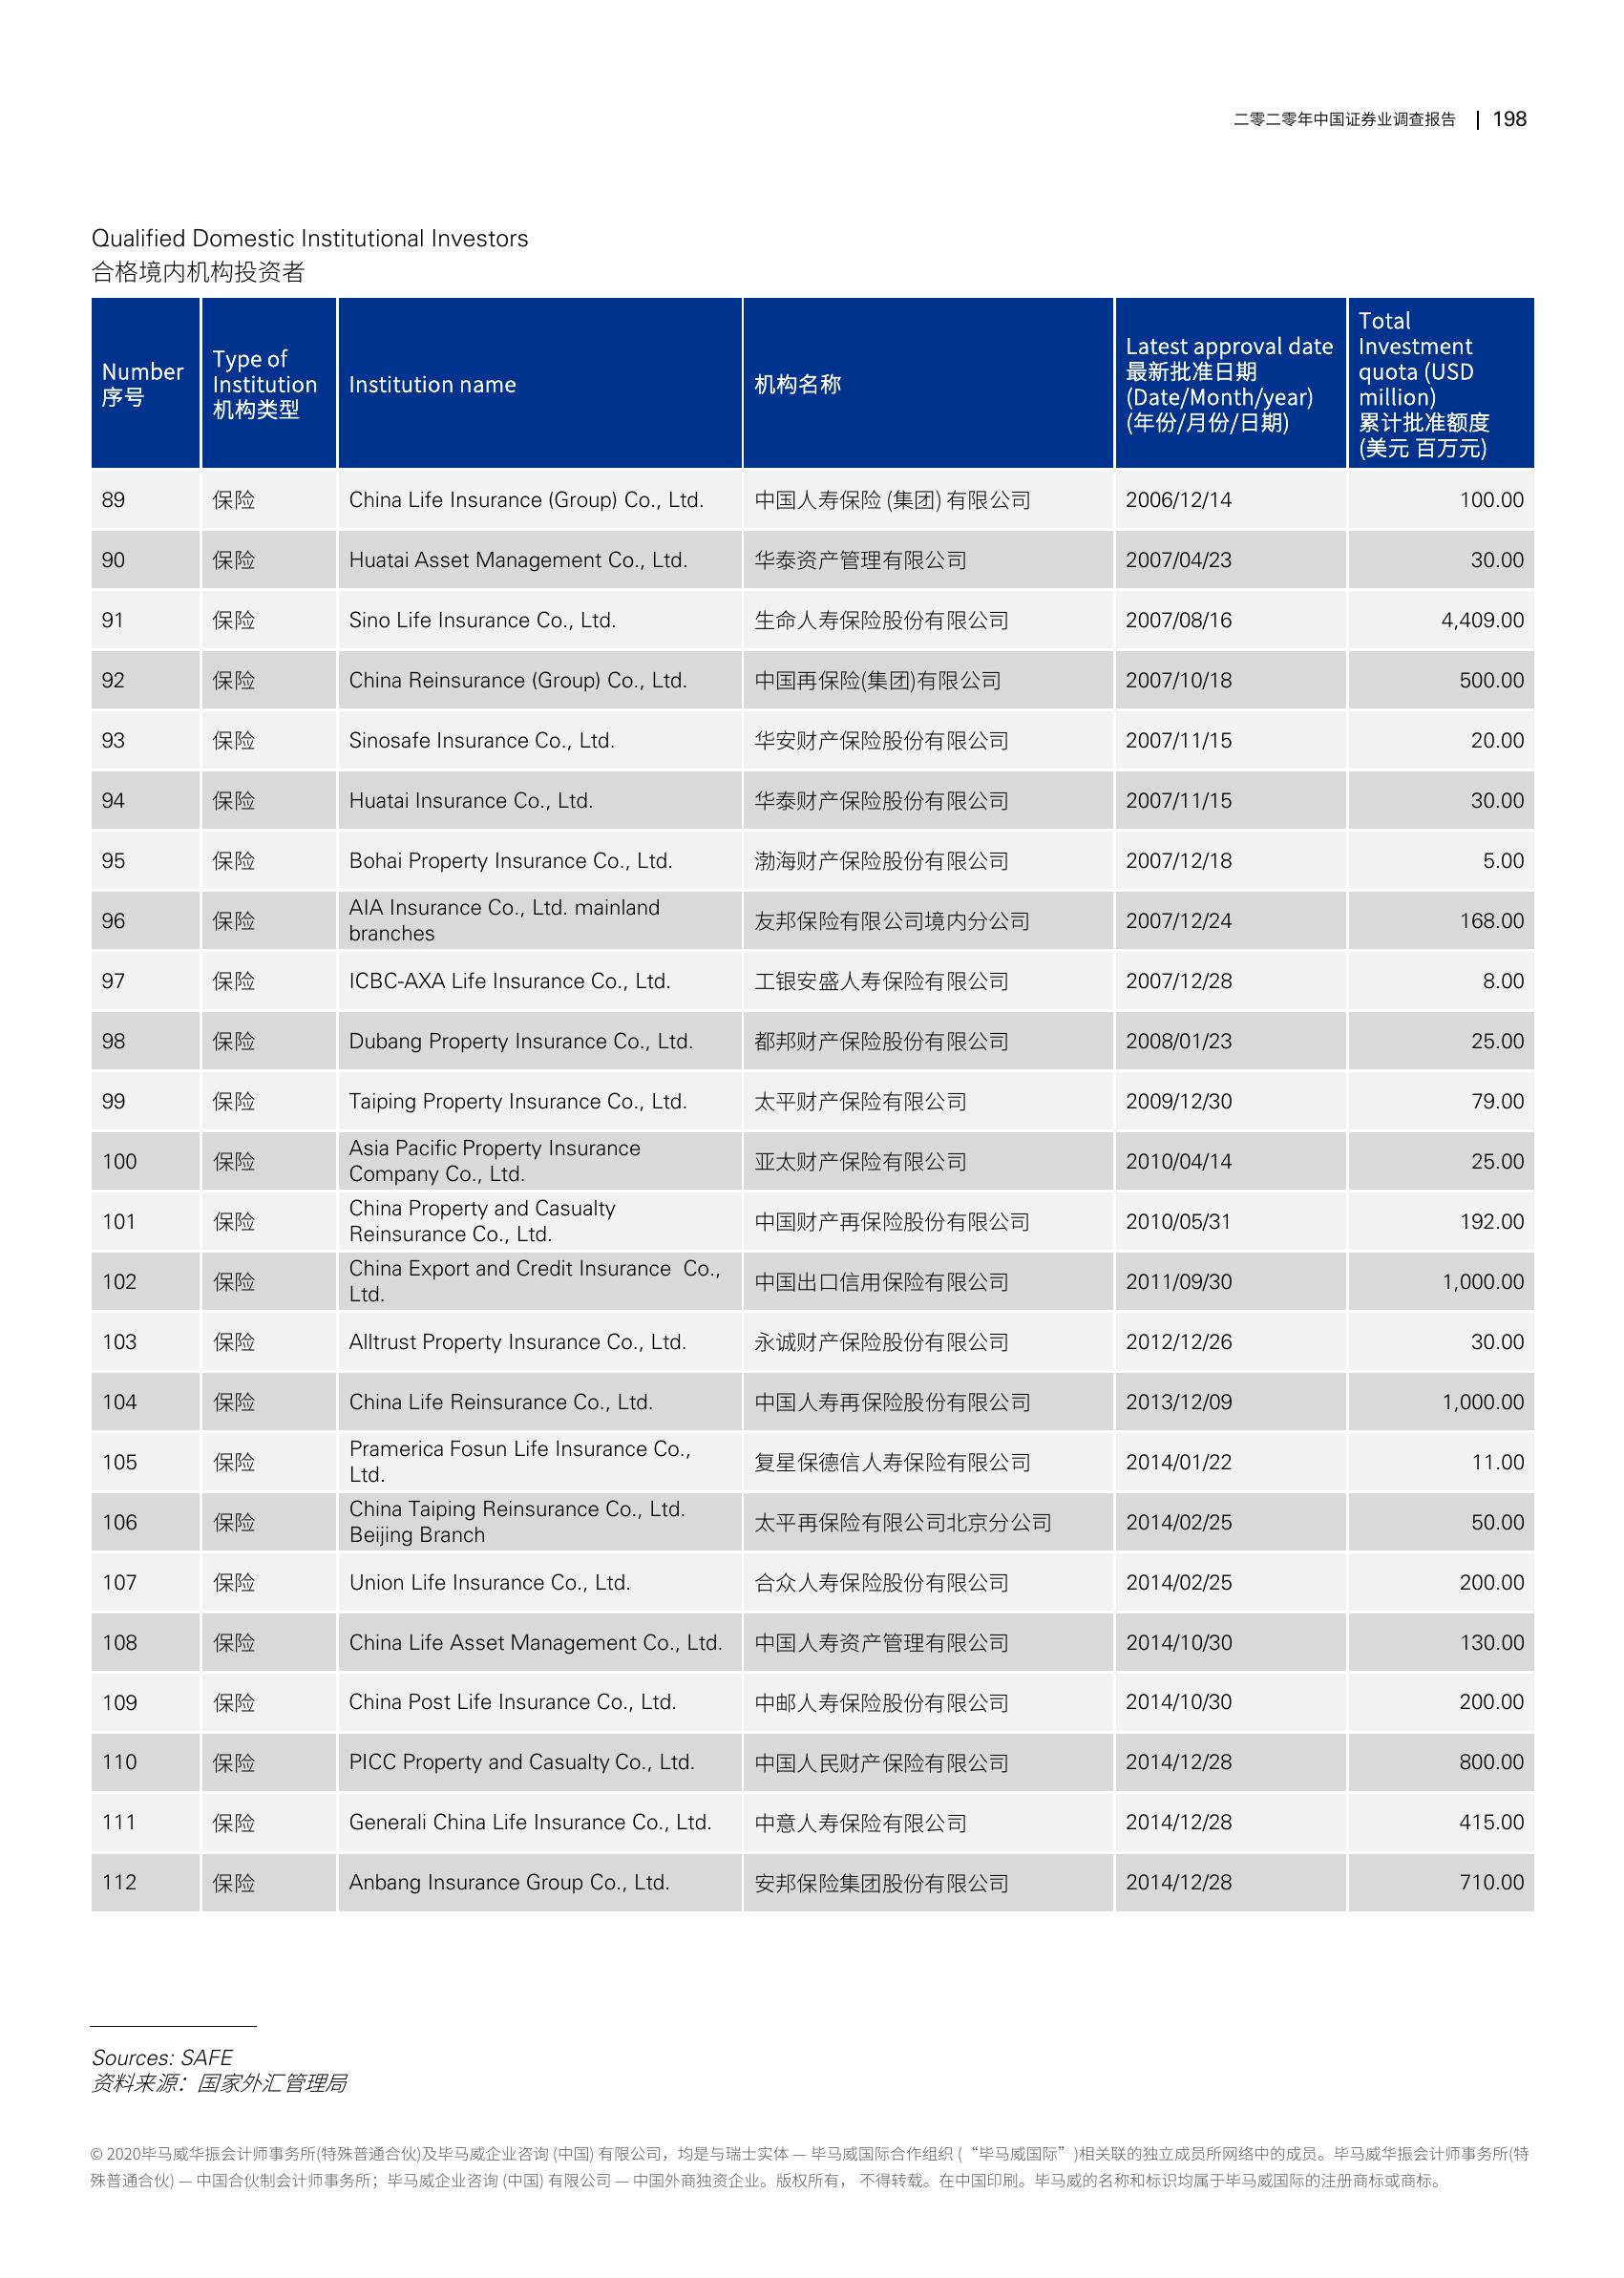 二零二零年中国证券业调查报告 | 198
Qualified Domestic Institutional Investors
合格境内机构投资者
Number
序号
Type of
Institution
机构类型
Institution name
机构名称
Latest approval date
最新批准日期
(Date/Month/year)
(年份/月份/日期)
Total
Investment
quota (USD
million)
累计批准额度
(美元 百万元)
89 保险 China Life Insurance (Group) Co., Ltd. 中国人寿保险 (集团) 有限公司 2006/12/14 100.00
90 保险 Huatai Asset Management Co., Ltd. 华泰资产管理有限公司 2007/04/23 30.00
91 保险 Sino Life Insurance Co., Ltd. 生命人寿保险股份有限公司 2007/08/16 4,409.00
92 保险 China Reinsurance (Group) Co., Ltd. 中国再保险(集团)有限公司 2007/10/18 500.00
93 保险 Sinosafe Insurance Co., Ltd. 华安财产保险股份有限公司 2007/11/15 20.00
94 保险 Huatai Insurance Co., Ltd. 华泰财产保险股份有限公司 2007/11/15 30.00
95 保险 Bohai Property Insurance Co., Ltd. 渤海财产保险股份有限公司 2007/12/18 5.00
96 保险 AIA Insurance Co., Ltd. mainland
branches 友邦保险有限公司境内分公司 2007/12/24 168.00
97 保险 ICBC-AXA Life Insurance Co., Ltd. 工银安盛人寿保险有限公司 2007/12/28 8.00
98 保险 Dubang Property Insurance Co., Ltd. 都邦财产保险股份有限公司 2008/01/23 25.00
99 保险 Taiping Property Insurance Co., Ltd. 太平财产保险有限公司 2009/12/30 79.00
100 保险 Asia Pacific Property Insurance
Company Co., Ltd. 亚太财产保险有限公司 2010/04/14 25.00
101 保险 China Property and Casualty
Reinsurance Co., Ltd. 中国财产再保险股份有限公司 2010/05/31 192.00
102 保险 China Export and Credit Insurance  Co.,
Ltd. 中国出口信用保险有限公司 2011/09/30 1,000.00
103 保险 Alltrust Property Insurance Co., Ltd. 永诚财产保险股份有限公司 2012/12/26 30.00
104 保险 China Life Reinsurance Co., Ltd. 中国人寿再保险股份有限公司 2013/12/09 1,000.00
105 保险 Pramerica Fosun Life Insurance Co.,
Ltd. 复星保德信人寿保险有限公司 2014/01/22 11.00
106 保险 China Taiping Reinsurance Co., Ltd.
Beijing Branch 太平再保险有限公司北京分公司 2014/02/25 50.00
107 保险 Union Life Insurance Co., Ltd. 合众人寿保险股份有限公司 2014/02/25 200.00
108 保险 China Life Asset Management Co., Ltd. 中国人寿资产管理有限公司 2014/10/30 130.00
109 保险 China Post Life Insurance Co., Ltd. 中邮人寿保险股份有限公司 2014/10/30 200.00
110 保险 PICC Property and Casualty Co., Ltd. 中国人民财产保险有限公司 2014/12/28 800.00
111 保险 Generali China Life Insurance Co., Ltd. 中意人寿保险有限公司 2014/12/28 415.00
112 保险 Anbang Insurance Group Co., Ltd. 安邦保险集团股份有限公司 2014/12/28 710.00
Sources: SAFE
资料来源：国家外汇管理局
© 2020毕马威华振会计师事务所(特殊普通合伙)及毕马威企业咨询 (中国) 有限公司，均是与瑞士实体 — 毕马威国际合作组织 (“毕马威国际”)相关联的独立成员所网络中的成员。毕马威华振会计师事务所(特
殊普通合伙) — 中国合伙制会计师事务所；毕马威企业咨询 (中国) 有限公司 — 中国外商独资企业。版权所有， 不得转载。在中国印刷。毕马威的名称和标识均属于毕马威国际的注册商标或商标。